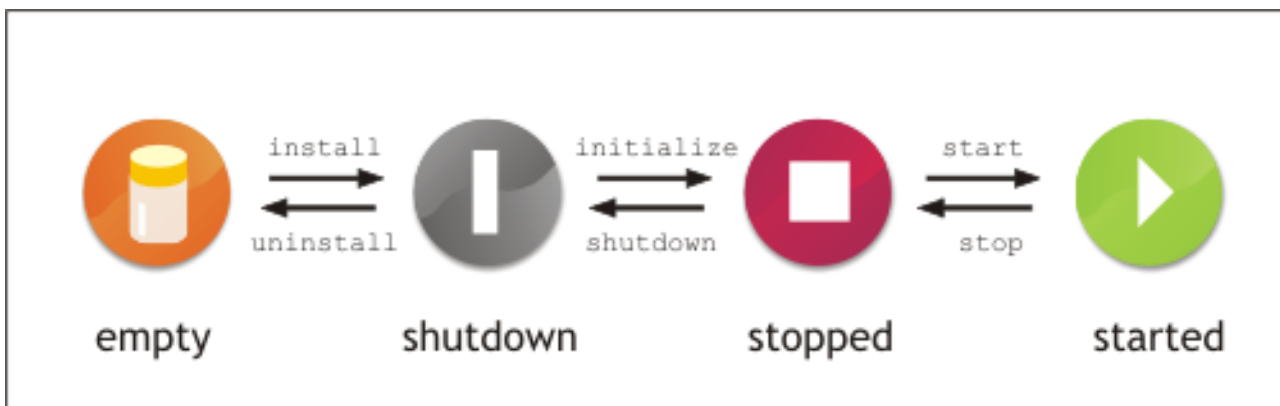 install
initialize
start
uninstall
shutdown
stop
empty
shutdown
stopped
started